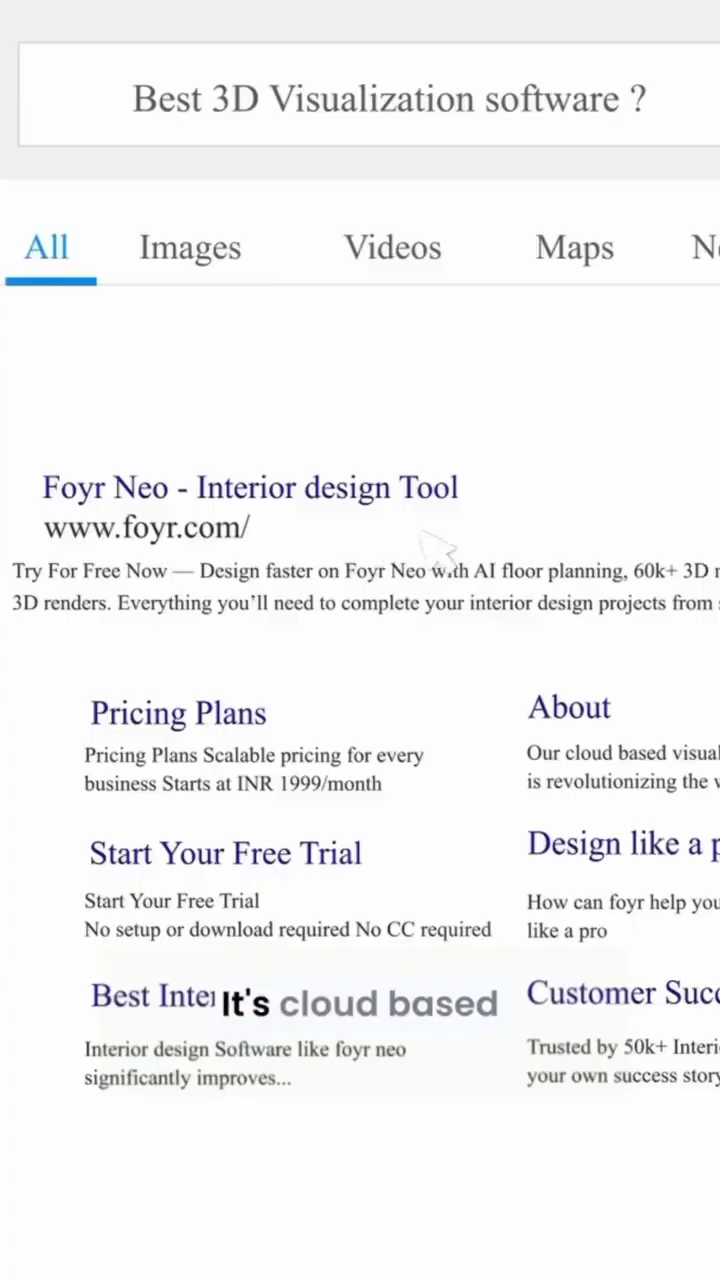 Best 3D Visualization software ?
All Images Videos Maps
Foyr Neo - Interior design Tool
www.foyr.com/
Try For Free Now — Design faster on Foyr Neo with AI floor planning, 60k+ 3D
3D renders. Everything you'll need to complete your interior design projects from
Pricing Plans
Pricing Plans Scalable pricing for every
business Starts at INR 1999/month
About
Our cloud based visual
is revolutionizing the
Start Your Free Trial
Start Your Free Trial
No setup or download required No CC required
Design like a p
How can foyr help you
like a pro
Best Inter
It's cloud based
Interior design Software like foyr neo
significantly improves...
Customer Succ
Trusted by 50k+ Interi
your own success story